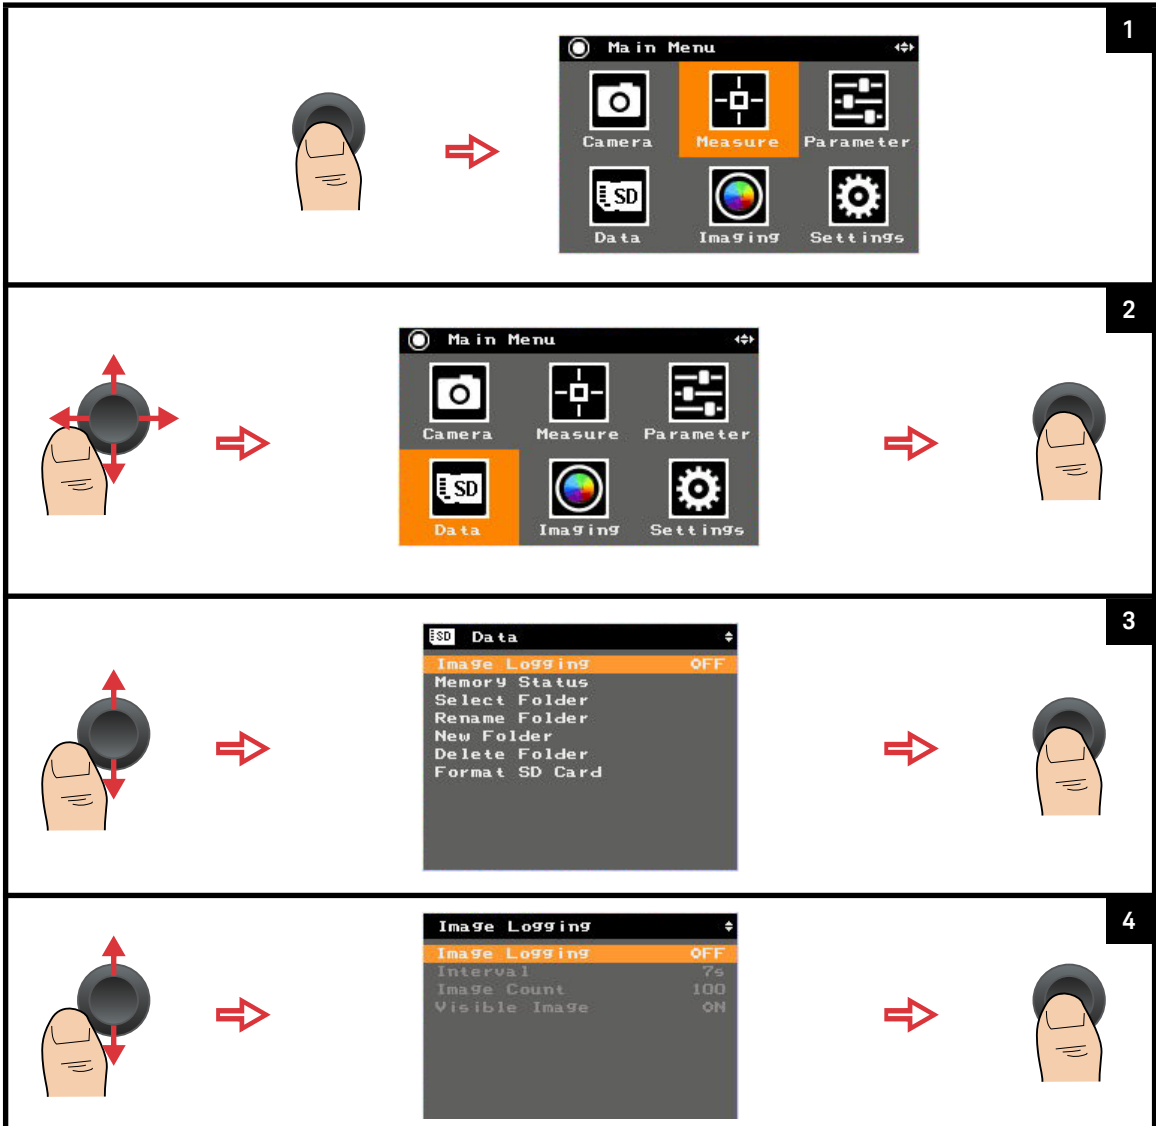 1
Main Menu
Camera Measure Parameter
SD
Data Imaging Settings
2
Main Menu
Camera Measure Parameter
SD
Data Imaging Settings
3
SD Data
Image Logging OFF
Memory Status
Select Folder
Rename Folder
New Folder
Delete Folder
Format SD Card
4
Image Logging
Image Logging OFF
Interval 7s
Image Count 100
Visible Image ON